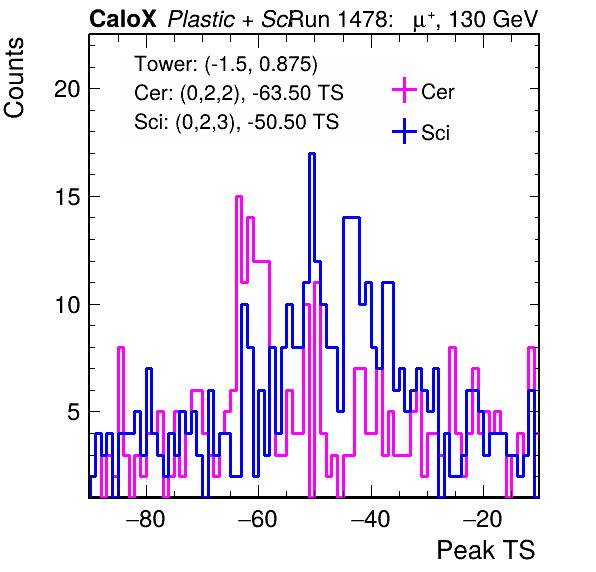 CaloX Plastic + SciRun 1478: μ⁺, 130 GeV
Counts
Tower: (-1.5, 0.875)
Cer: (0,2,2), -63.50 TS
Sci: (0,2,3), -50.50 TS
Cer
Sci
20
15
10
5
−80 −60 −40 −20
Peak TS